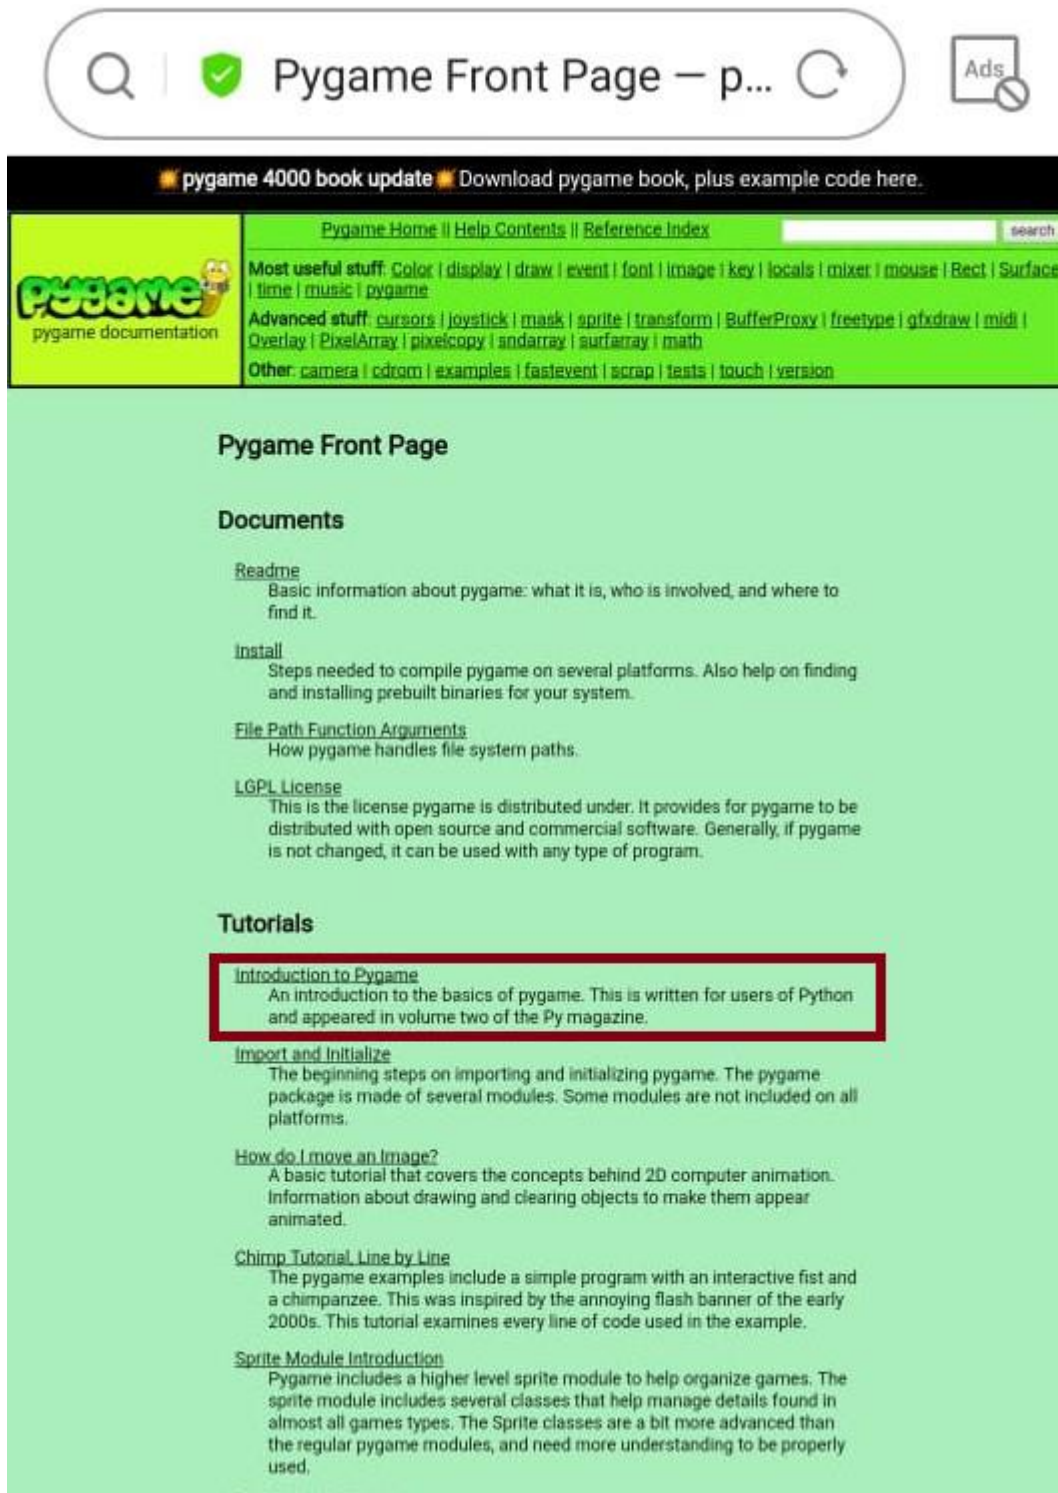 Pygame Front Page — p...
Ads
pygame 4000 book update Download pygame book, plus example code here.
pygame
pygame documentation
Pygame Home || Help Contents || Reference Index
search
Most useful stuff: Color | display | draw | event | font | image | key | locals | mixer | mouse | Rect | Surface
| time | music | pygame
Advanced stuff: cursors | joystick | mask | sprite | transform | BufferProxy | freetype | gfxdraw | midi |
Overlay | PixelArray | pixelcopy | sndarray | surfarray | math
Other: camera | cdrom | examples | fastevent | scrap | tests | touch | version
Pygame Front Page
Documents
Readme
Basic information about pygame: what it is, who is involved, and where to
find it.
Install
Steps needed to compile pygame on several platforms. Also help on finding
and installing prebuilt binaries for your system.
File Path Function Arguments
How pygame handles file system paths.
LGPL License
This is the license pygame is distributed under. It provides for pygame to be
distributed with open source and commercial software. Generally, if pygame
is not changed, it can be used with any type of program.
Tutorials
Introduction to Pygame
An introduction to the basics of pygame. This is written for users of Python
and appeared in volume two of the Py magazine.
Import and Initialize
The beginning steps on importing and initializing pygame. The pygame
package is made of several modules. Some modules are not included on all
platforms.
How do I move an Image?
A basic tutorial that covers the concepts behind 2D computer animation.
Information about drawing and clearing objects to make them appear
animated.
Chimp Tutorial, Line by Line
The pygame examples include a simple program with an interactive fist and
a chimpanzee. This was inspired by the annoying flash banner of the early
2000s. This tutorial examines every line of code used in the example.
Sprite Module Introduction
Pygame includes a higher level sprite module to help organize games. The
sprite module includes several classes that help manage details found in
almost all games types. The Sprite classes are a bit more advanced than
the regular pygame modules, and need more understanding to be properly
used.